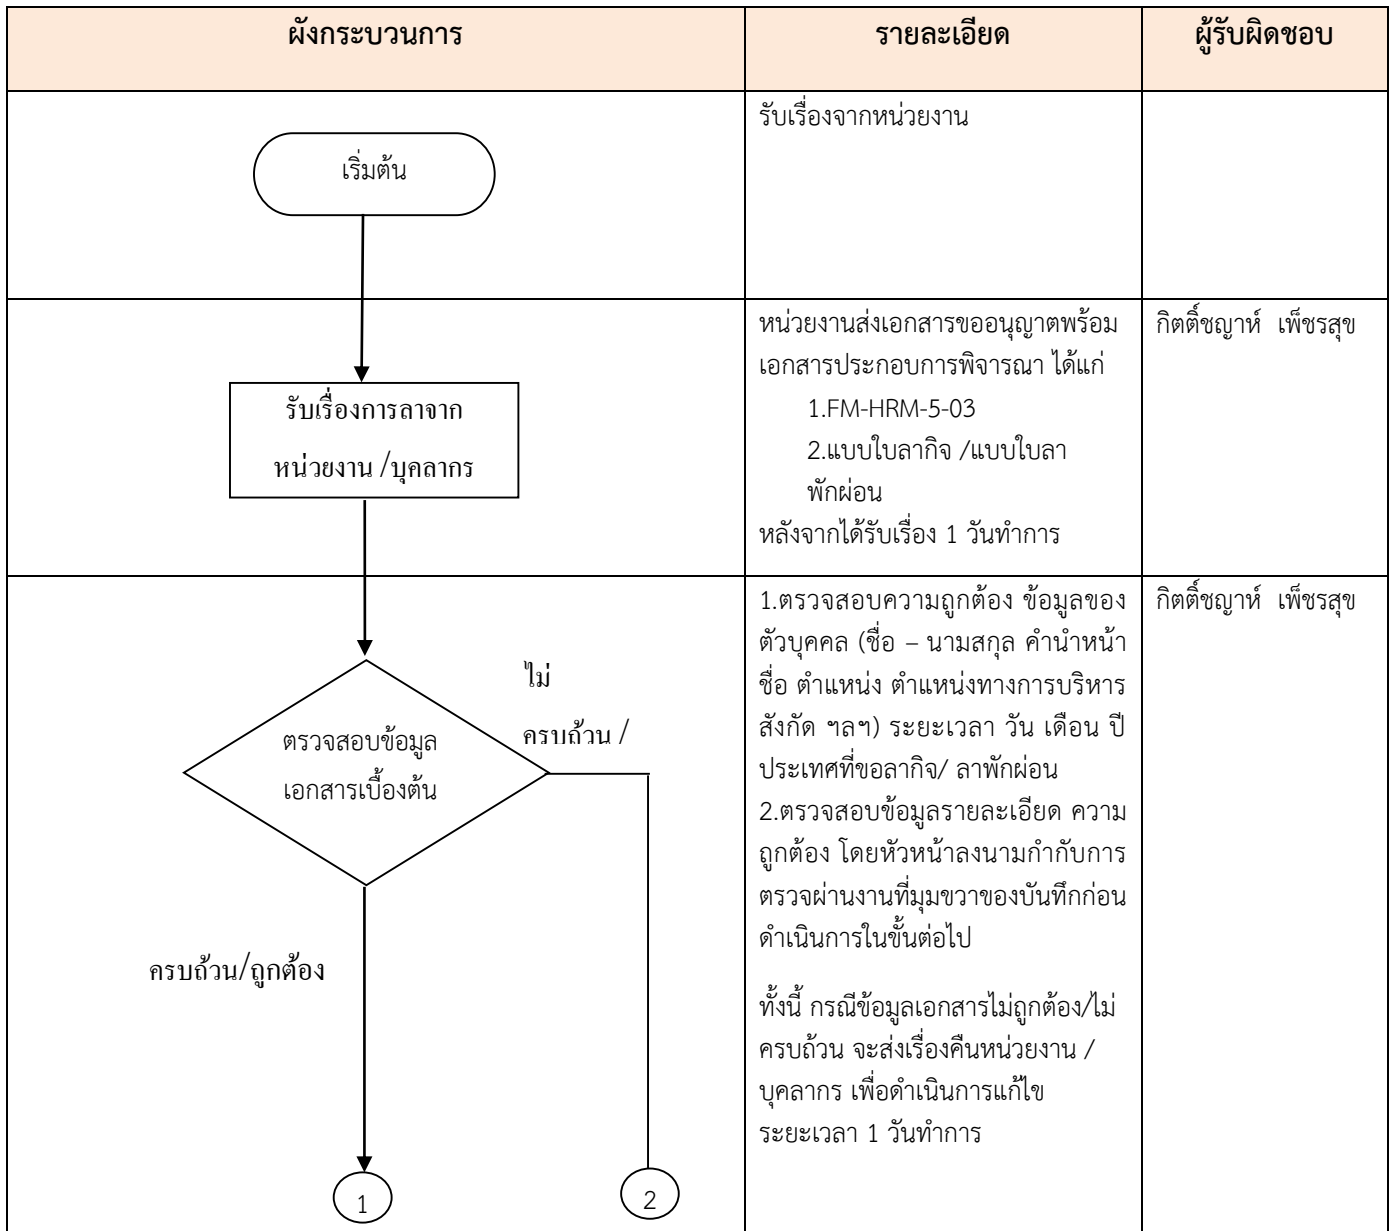 ผังกระบวนการ
รายละเอียด
ผู้รับผิดชอบ
เริ่มต้น
รับเรื่องจากหน่วยงาน
รับเรื่องการลาจาก
หน่วยงาน /บุคลากร
หน่วยงานส่งเอกสารขออนุญาตพร้อม
เอกสารประกอบการพิจารณา ได้แก่
1.FM-HRM-5-03
2.แบบใบลากิจ /แบบใบลา
พักผ่อน
หลังจากได้รับเรื่อง 1 วันทำการ
กิตติ์ชญาห์ เพ็ชรสุข
ตรวจสอบข้อมูล
เอกสารเบื้องต้น
ไม่
ครบถ้วน /
ครบถ้วน/ถูกต้อง
1
2
1.ตรวจสอบความถูกต้อง ข้อมูลของ
ตัวบุคคล (ชื่อ – นามสกุล คำนำหน้า
ชื่อ ตำแหน่ง ตำแหน่งทางการบริหาร
สังกัด ฯลฯ) ระยะเวลา วัน เดือน ปี
ประเทศที่ขอลากิจ/ ลาพักผ่อน
2.ตรวจสอบข้อมูลรายละเอียด ความ
ถูกต้อง โดยหัวหน้าลงนามกำกับการ
ตรวจผ่านงานที่มุมขวาของบันทึกก่อน
ดำเนินการในขั้นต่อไป
ทั้งนี้ กรณีข้อมูลเอกสารไม่ถูกต้อง/ไม่
ครบถ้วน จะส่งเรื่องคืนหน่วยงาน /
บุคลากร เพื่อดำเนินการแก้ไข
ระยะเวลา 1 วันทำการ
กิตติ์ชญาห์ เพ็ชรสุข